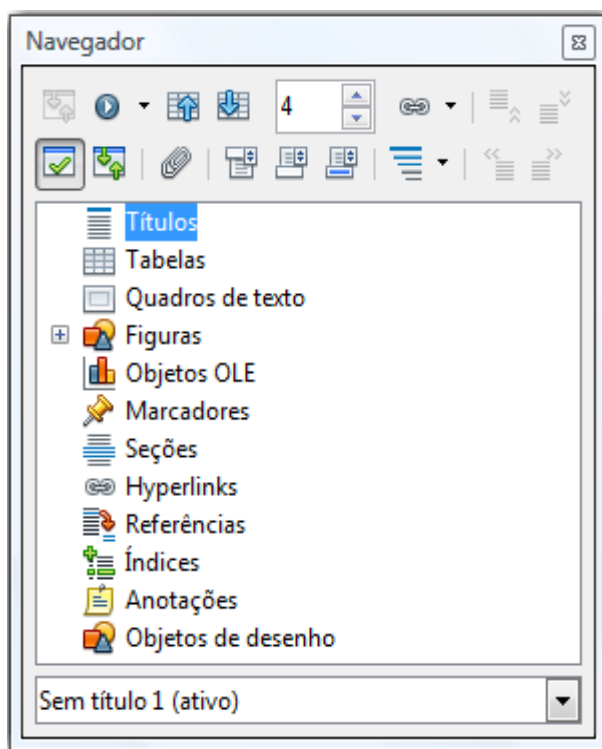 Navegador
4
Títulos
Tabelas
Quadros de texto
Figuras
Objetos OLE
Marcadores
Seções
Hyperlinks
Referências
Índices
Anotações
Objetos de desenho
Sem título 1 (ativo)